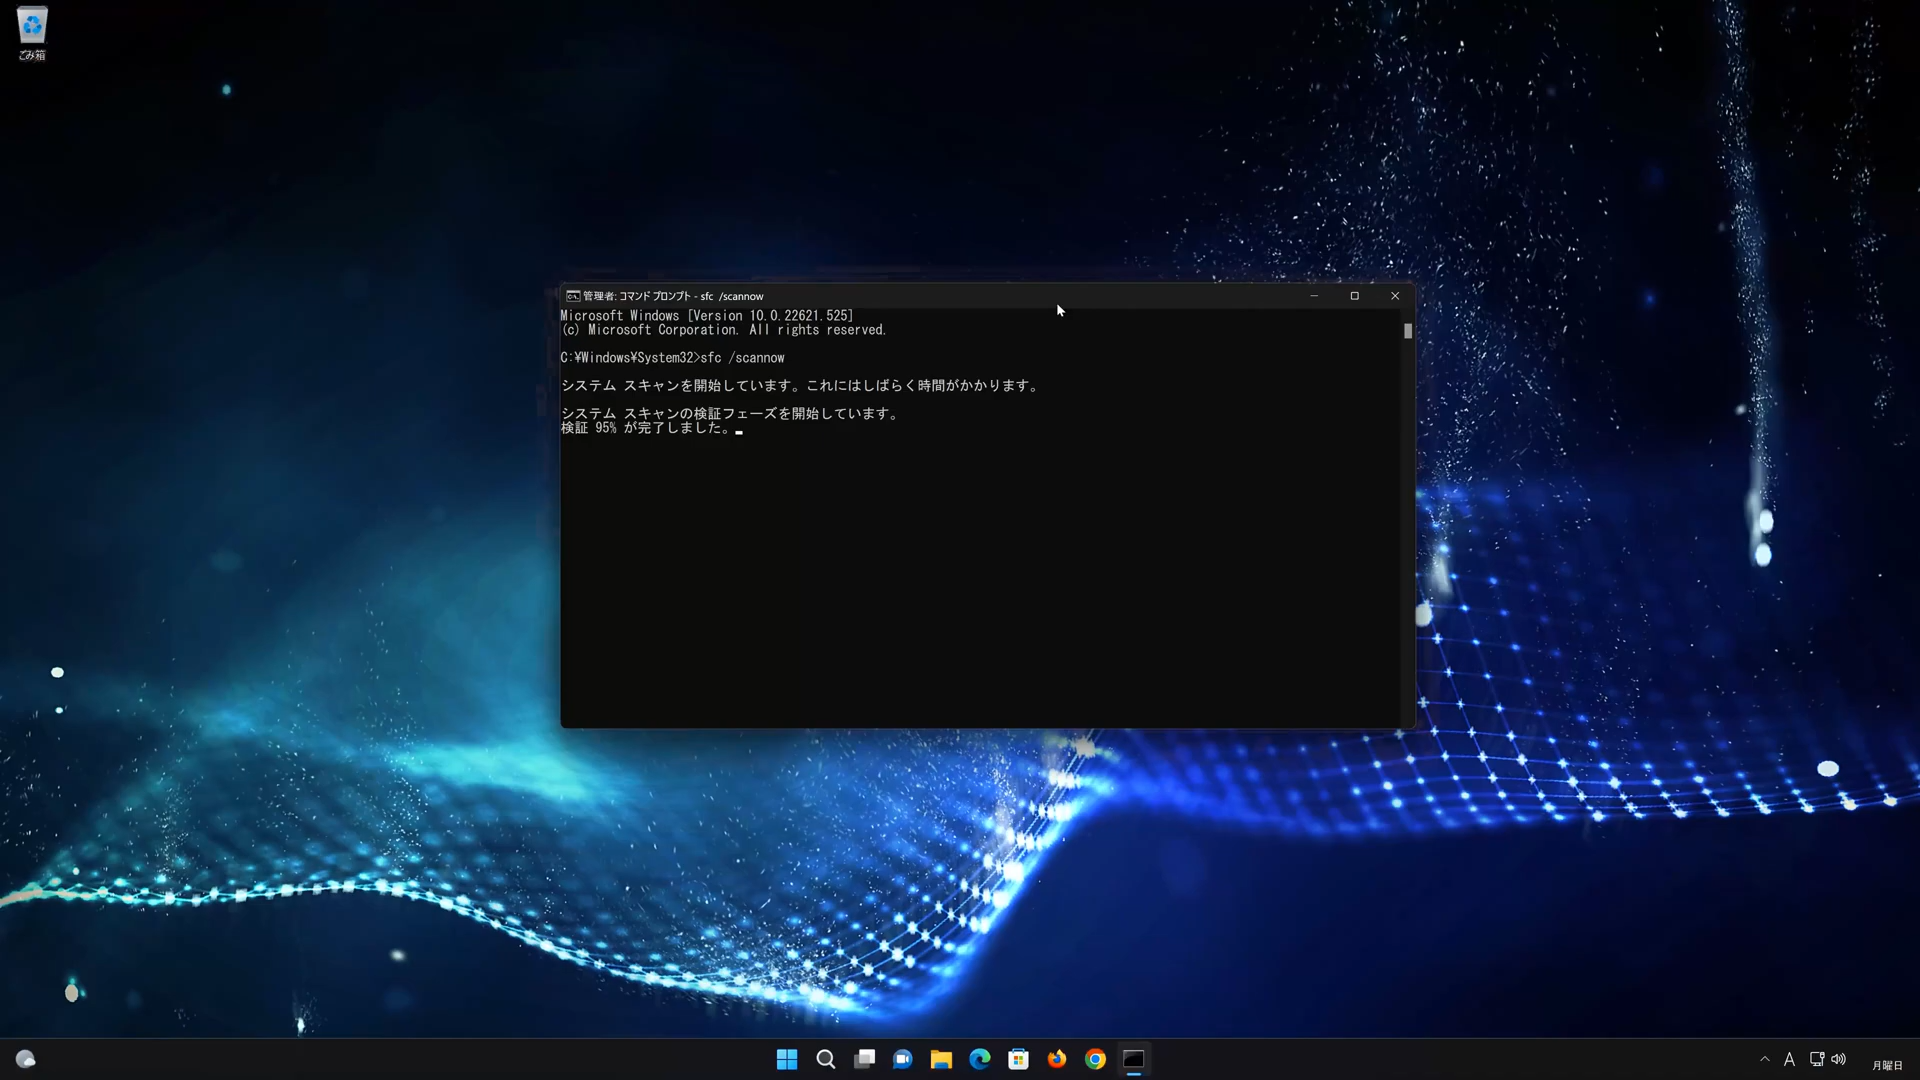 ごみ箱
管理者: コマンド プロンプト - sfc /scannow
Microsoft Windows [Version 10.0.22621.525]
(c) Microsoft Corporation. All rights reserved.
C:¥Windows¥System32>sfc /scannow
システム スキャンを開始しています。これにはしばらく時間がかかります。
システム スキャンの検証フェーズを開始しています。
検証 95% が完了しました。
A
月曜日